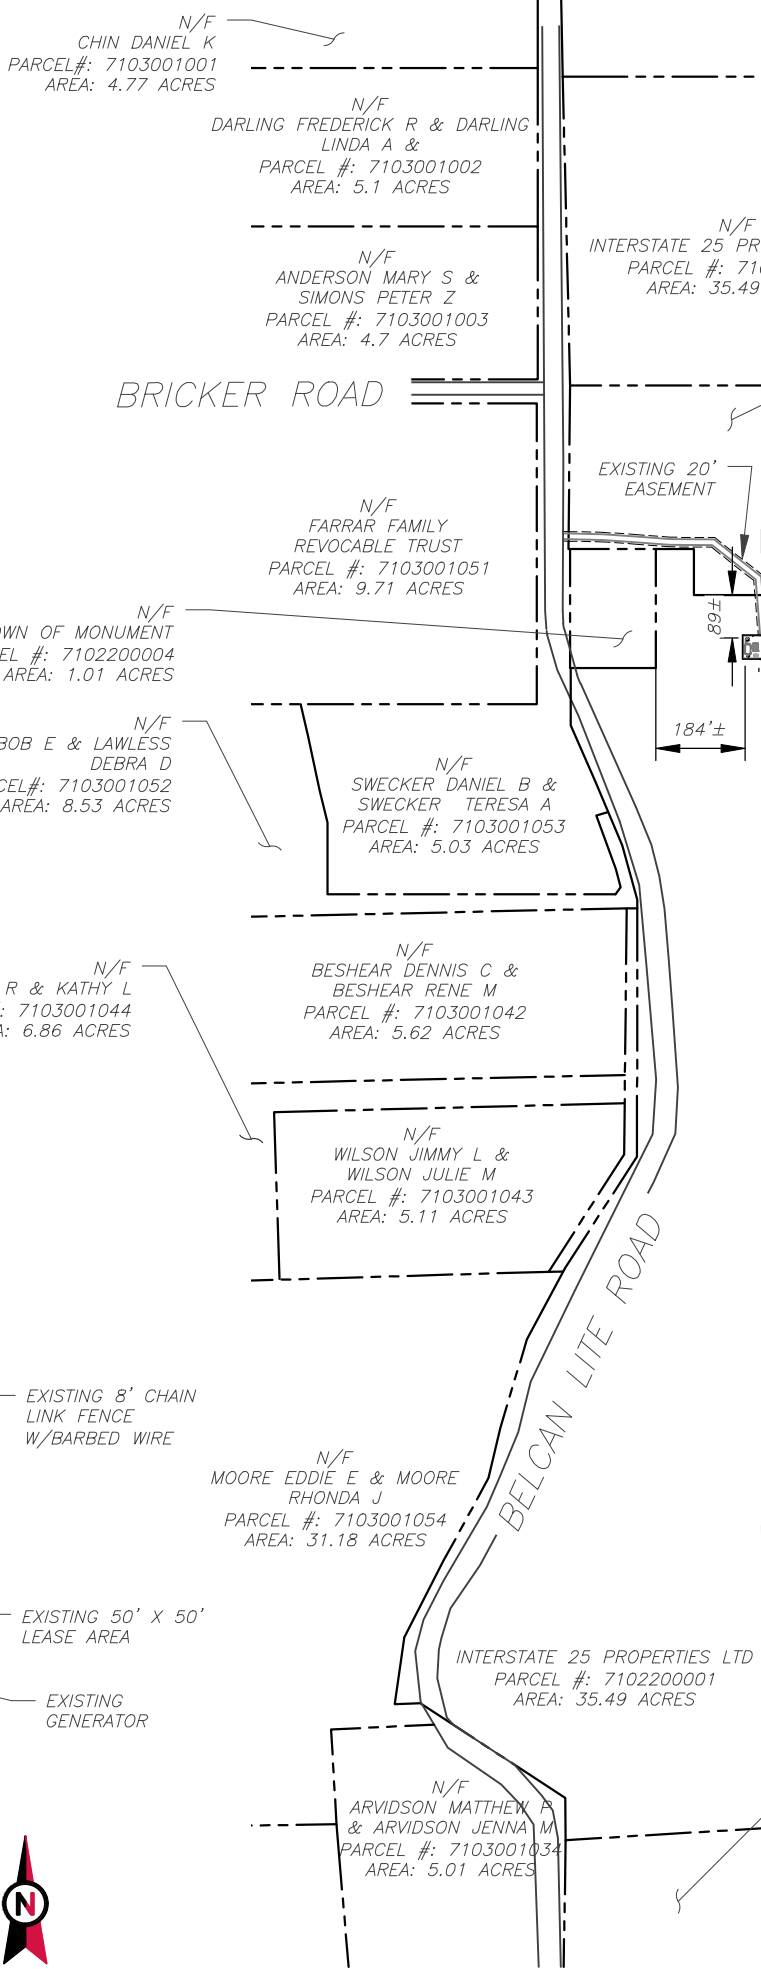 N/F
CHIN DANIEL K
PARCEL#: 7103001001
AREA: 4.77 ACRES
N/F
DARLING FREDERICK R & DARLING
LINDA A &
PARCEL #: 7103001002
AREA: 5.1 ACRES
N/F
INTERSTATE 25 PR
PARCEL #: 710
AREA: 35.49
N/F
ANDERSON MARY S &
SIMONS PETER Z
PARCEL #: 7103001003
AREA: 4.7 ACRES
BRICKER ROAD
EXISTING 20'
EASEMENT
N/F
FARRAR FAMILY
REVOCABLE TRUST
PARCEL #: 7103001051
AREA: 9.71 ACRES
89±
N/F
OWN OF MONUMENT
EL #: 7102200004
AREA: 1.01 ACRES
184'±
N/F
BOB E & LAWLESS
DEBRA D
CEL#: 7103001052
AREA: 8.53 ACRES
N/F
SWECKER DANIEL B &
SWECKER TERESA A
PARCEL #: 7103001053
AREA: 5.03 ACRES
N/F
R & KATHY L
: 7103001044
A: 6.86 ACRES
N/F
BESHEAR DENNIS C &
BESHEAR RENE M
PARCEL #: 7103001042
AREA: 5.62 ACRES
N/F
WILSON JIMMY L &
WILSON JULIE M
PARCEL #: 7103001043
AREA: 5.11 ACRES
BELCAN LITE ROAD
EXISTING 8' CHAIN
LINK FENCE
W/BARBED WIRE
N/F
MOORE EDDIE E & MOORE
RHONDA J
PARCEL #: 7103001054
AREA: 31.18 ACRES
EXISTING 50' X 50'
LEASE AREA
EXISTING
GENERATOR
INTERSTATE 25 PROPERTIES LTD
PARCEL #: 7102200001
AREA: 35.49 ACRES
N/F
ARVIDSON MATTHEW P
& ARVIDSON JENNA M
PARCEL #: 7103001034
AREA: 5.01 ACRES
N